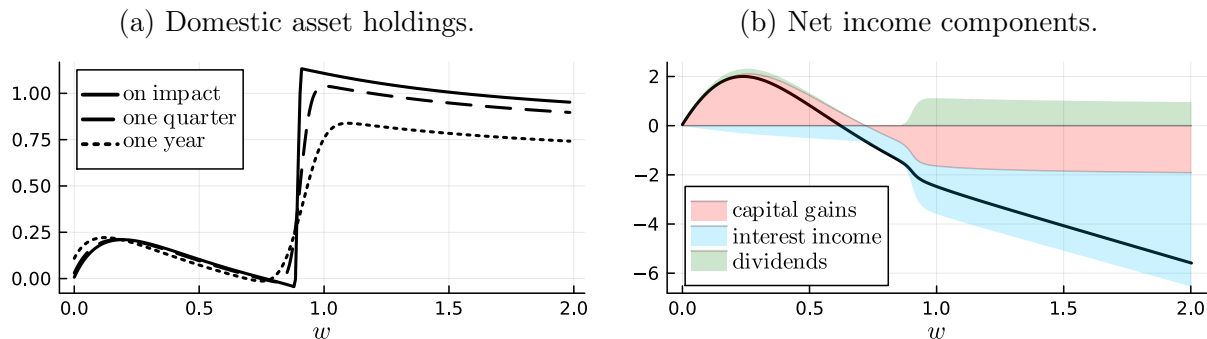 (a) Domestic asset holdings.
on impact
one quarter
one year
1.00
0.75
0.50
0.25
0.00
0.0 0.5 1.0 1.5 2.0
w
(b) Net income components.
2
0
−2
−4
−6
capital gains
interest income
dividends
0.0 0.5 1.0 1.5 2.0
w